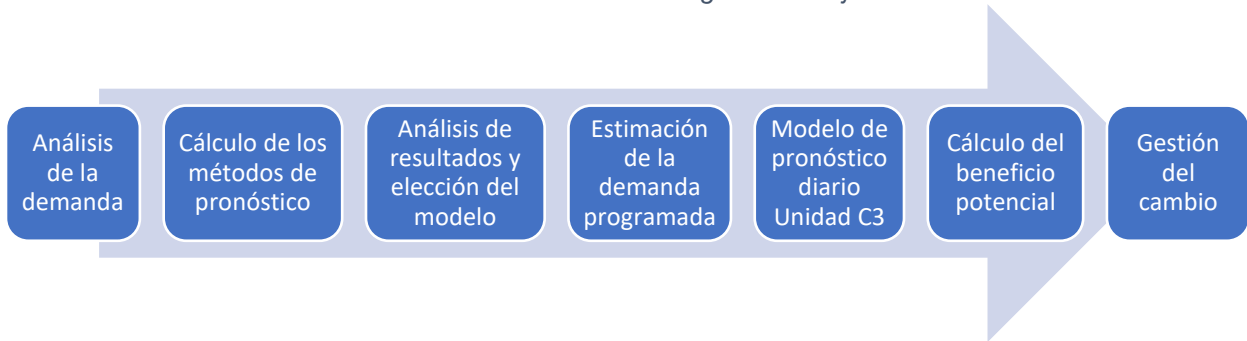 Análisis
de la
demanda
Cálculo de los
métodos de
pronóstico
Análisis de
resultados y
elección del
modelo
Estimación
de la
demanda
programada
Modelo de
pronóstico
diario
Unidad C3
Cálculo del
beneficio
potencial
Gestión
del
cambio